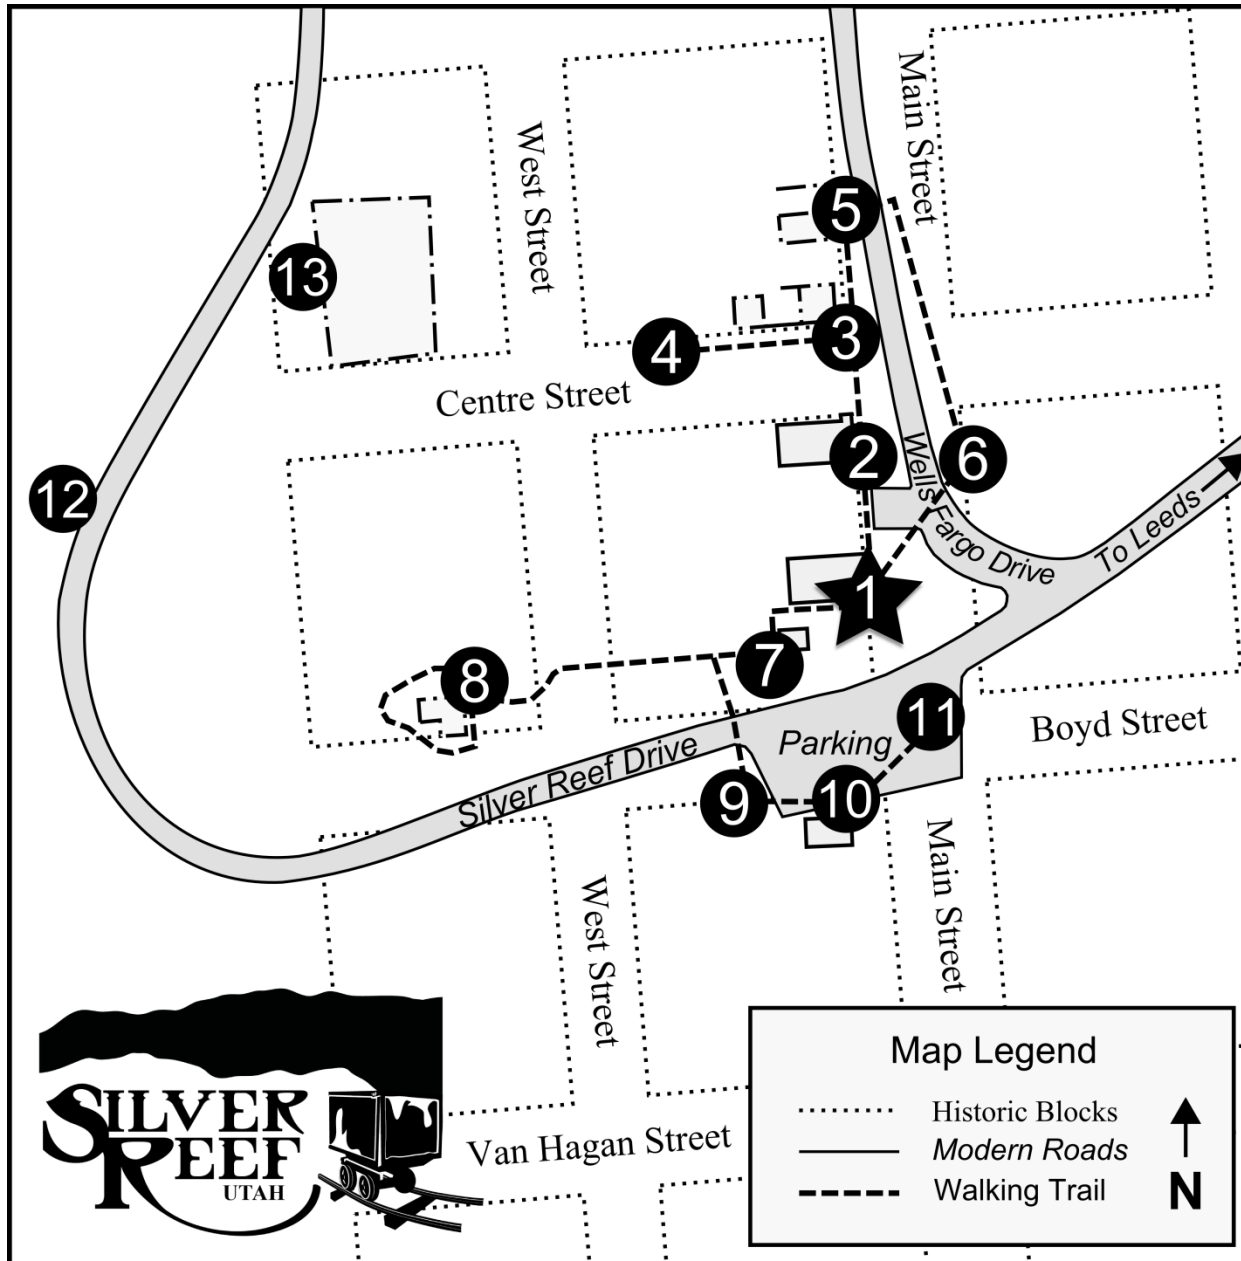 Main Street
West Street
5
13
3
4
Centre Street
2
6
12
Wells Fargo Drive
To Leeds
1
7
8
11
Boyd Street
Parking
Silver Reef Drive
9
10
Main Street
West Street
SILVER
REEF
UTAH
Van Hagan Street
Map Legend
Historic Blocks
Modern Roads
Walking Trail
N